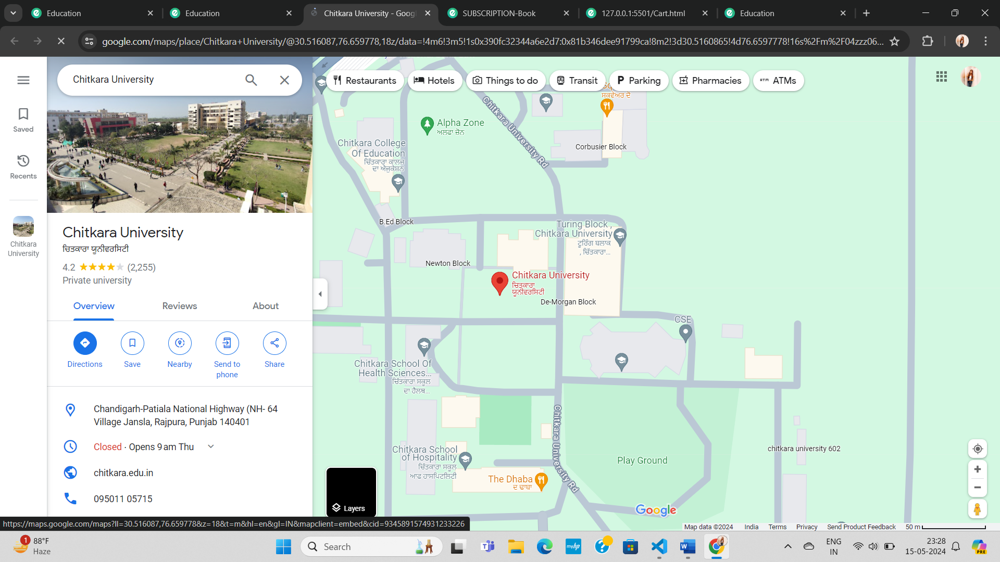 Education
Education
Chitkara University - Goog
SUBSCRIPTION-Book
127.0.0.1:5501/Cart.html
Education
google.com/maps/place/Chitkara+University/@30.516087,76.659778,18z/data=!4m6!3m5!1s0x390fc32344a6e2d7:0x81b346dee91799ca!8m2!3d30.5160865!4d76.6597778!16s%2Fm%2F04zzz06...
Chitkara University
Saved
Recents
Chitkara
University
Chitkara University
ਚਿਤਕਾਰਾ ਯੂਨੀਵਰਸਿਟੀ
4.2
(2,255)
Private university
Overview
Reviews
About
Directions
Save
Nearby
Send to
phone
Share
Chandigarh-Patiala National Highway (NH- 64
Village Jansla, Rajpura, Punjab 140401
Closed · Opens 9 am Thu
chitkara.edu.in
095011 05715
Restaurants
Hotels
Things to do
Transit
Parking
Pharmacies
ATM ATMs
ਸਕਵੇਅਰ ਦੋ
Chitkara University Rd
Alpha Zone
ਅਲਫਾ ਜ਼ੋਨ
Corbusier Block
Chitkara College
Of Education
ਚਿੱਤਕਾਰਾ ਕਾਲਜ
ਦਾ ਐਜੂਕੇਸ਼ਨ
B.Ed Block
Turing Block ,
Chitkara University
ਟੂਰਿੰਗ ਬਲਾਕ
, ਚਿੱਤਕਾਰਾ...
Newton Block
Chitkara University
ਚਿਤਕਾਰਾ
ਯੂਨੀਵਰਸਿਟੀ
De-Morgan Block
CSE
Chitkara School Of
Health Sciences...
ਚਿੱਤਕਾਰਾ ਸਕੂਲ
ਦਾ ਹੈਲਥ...
Chitkara University Rd
Chitkara School
of Hospitality
ਚਿੱਤਕਾਰਾ ਸਕੂਲ
ਆਫ ਹਾਸਪਿਟਲਿਟੀ
The Dhaba
ਦ ਢਾਬਾ
Play Ground
chitkara university 602
Layers
Google
Map data ©2024
India
Terms
Privacy
Send Product Feedback
50 m
https://maps.google.com/maps?ll=30.516087,76.659778&z=18&t=m&hl=en&gl=IN&mapclient=embed&cid=9345891574931233226
1
88°F
Haze
Search
myhp
ENG
IN
23:28
15-05-2024
PRE